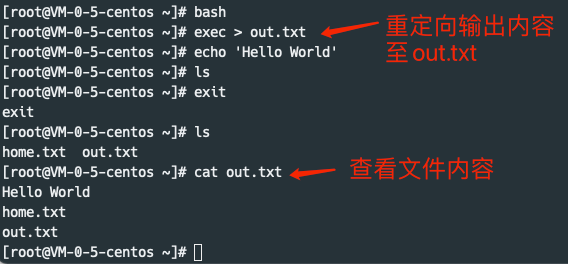 [root@VM-0-5-centos ~]# bash
[root@VM-0-5-centos ~]# exec > out.txt
重定向输出内容
至 out.txt
[root@VM-0-5-centos ~]# echo 'Hello World'
[root@VM-0-5-centos ~]# ls
[root@VM-0-5-centos ~]# exit
exit
[root@VM-0-5-centos ~]# ls
home.txt  out.txt
[root@VM-0-5-centos ~]# cat out.txt
查看文件内容
Hello World
home.txt
out.txt
[root@VM-0-5-centos ~]#